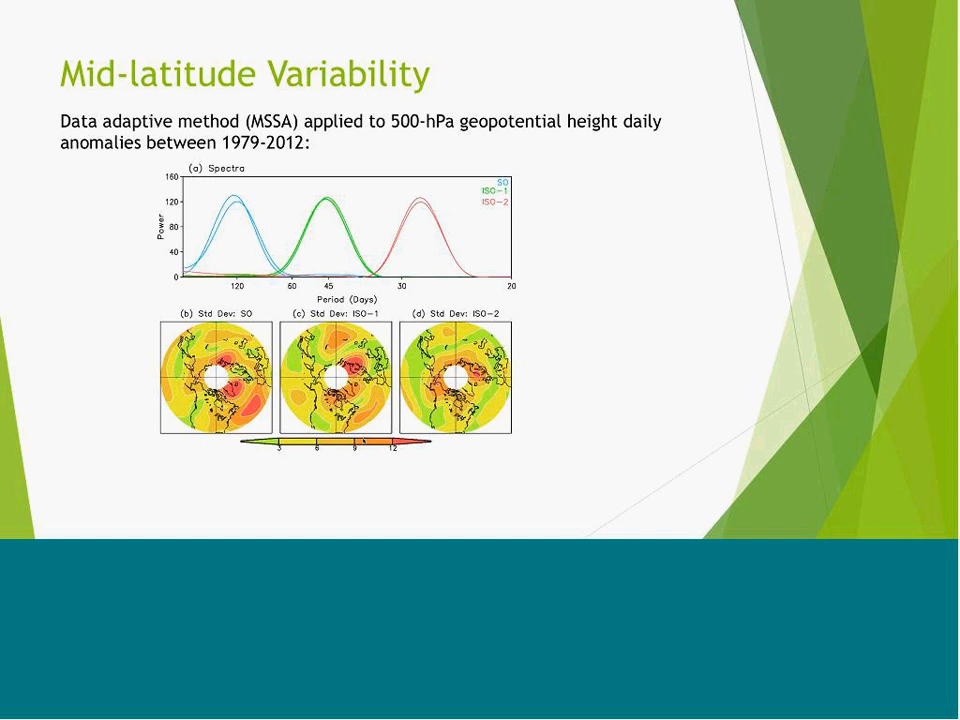 Mid-latitude Variability
Data adaptive method (MSSA) applied to 500-hPa geopotential height daily
anomalies between 1979-2012:
(a) Spectra
160
120
80
40
0
Power
SO
ISO-1
ISO-2
120 60 45 30 20
Period (Days)
(b) Std Dev: SO (c) Std Dev: ISO-1 (d) Std Dev: ISO-2
3 6 9 12